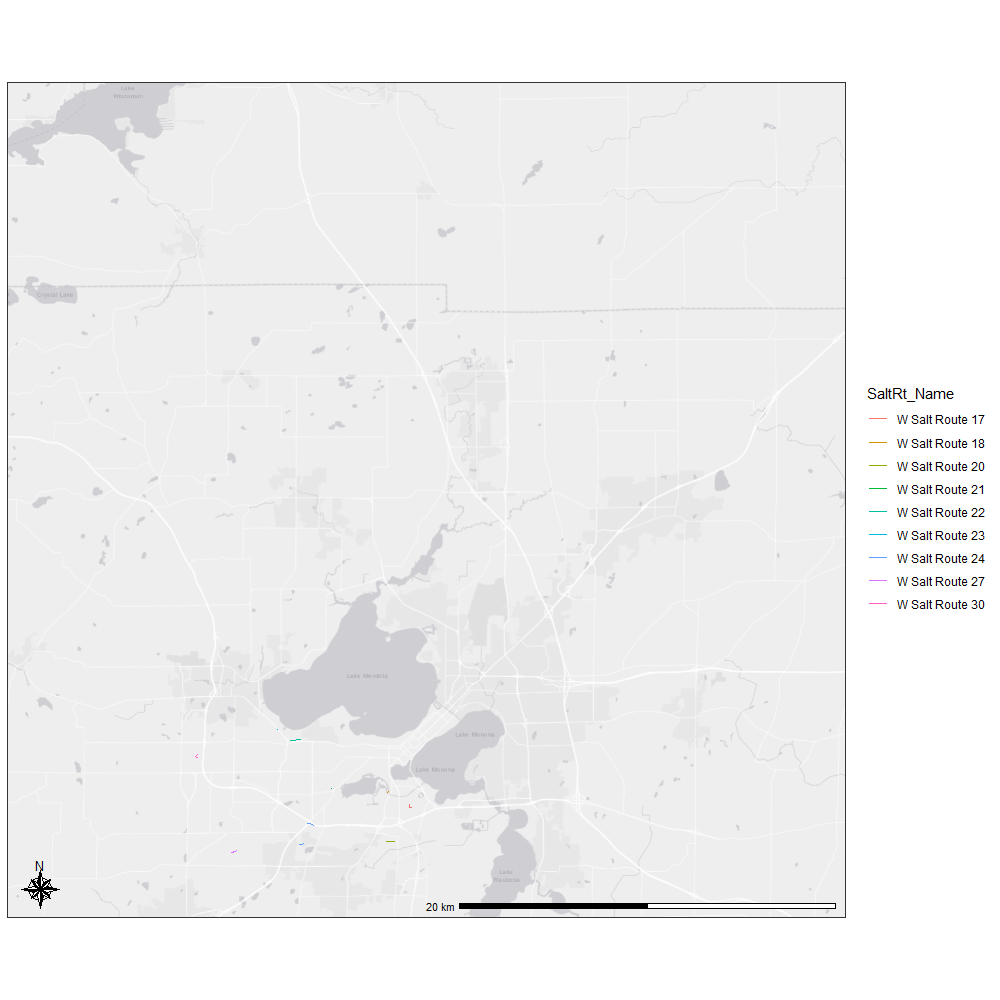 Lake
Wisconsin
Crystal Lake
SaltRt_Name
W Salt Route 17
W Salt Route 18
W Salt Route 20
W Salt Route 21
W Salt Route 22
W Salt Route 23
W Salt Route 24
W Salt Route 27
W Salt Route 30
Lake Mendota
Lake Monona
Lake Monona
N
Lake
Waubesa
20 km